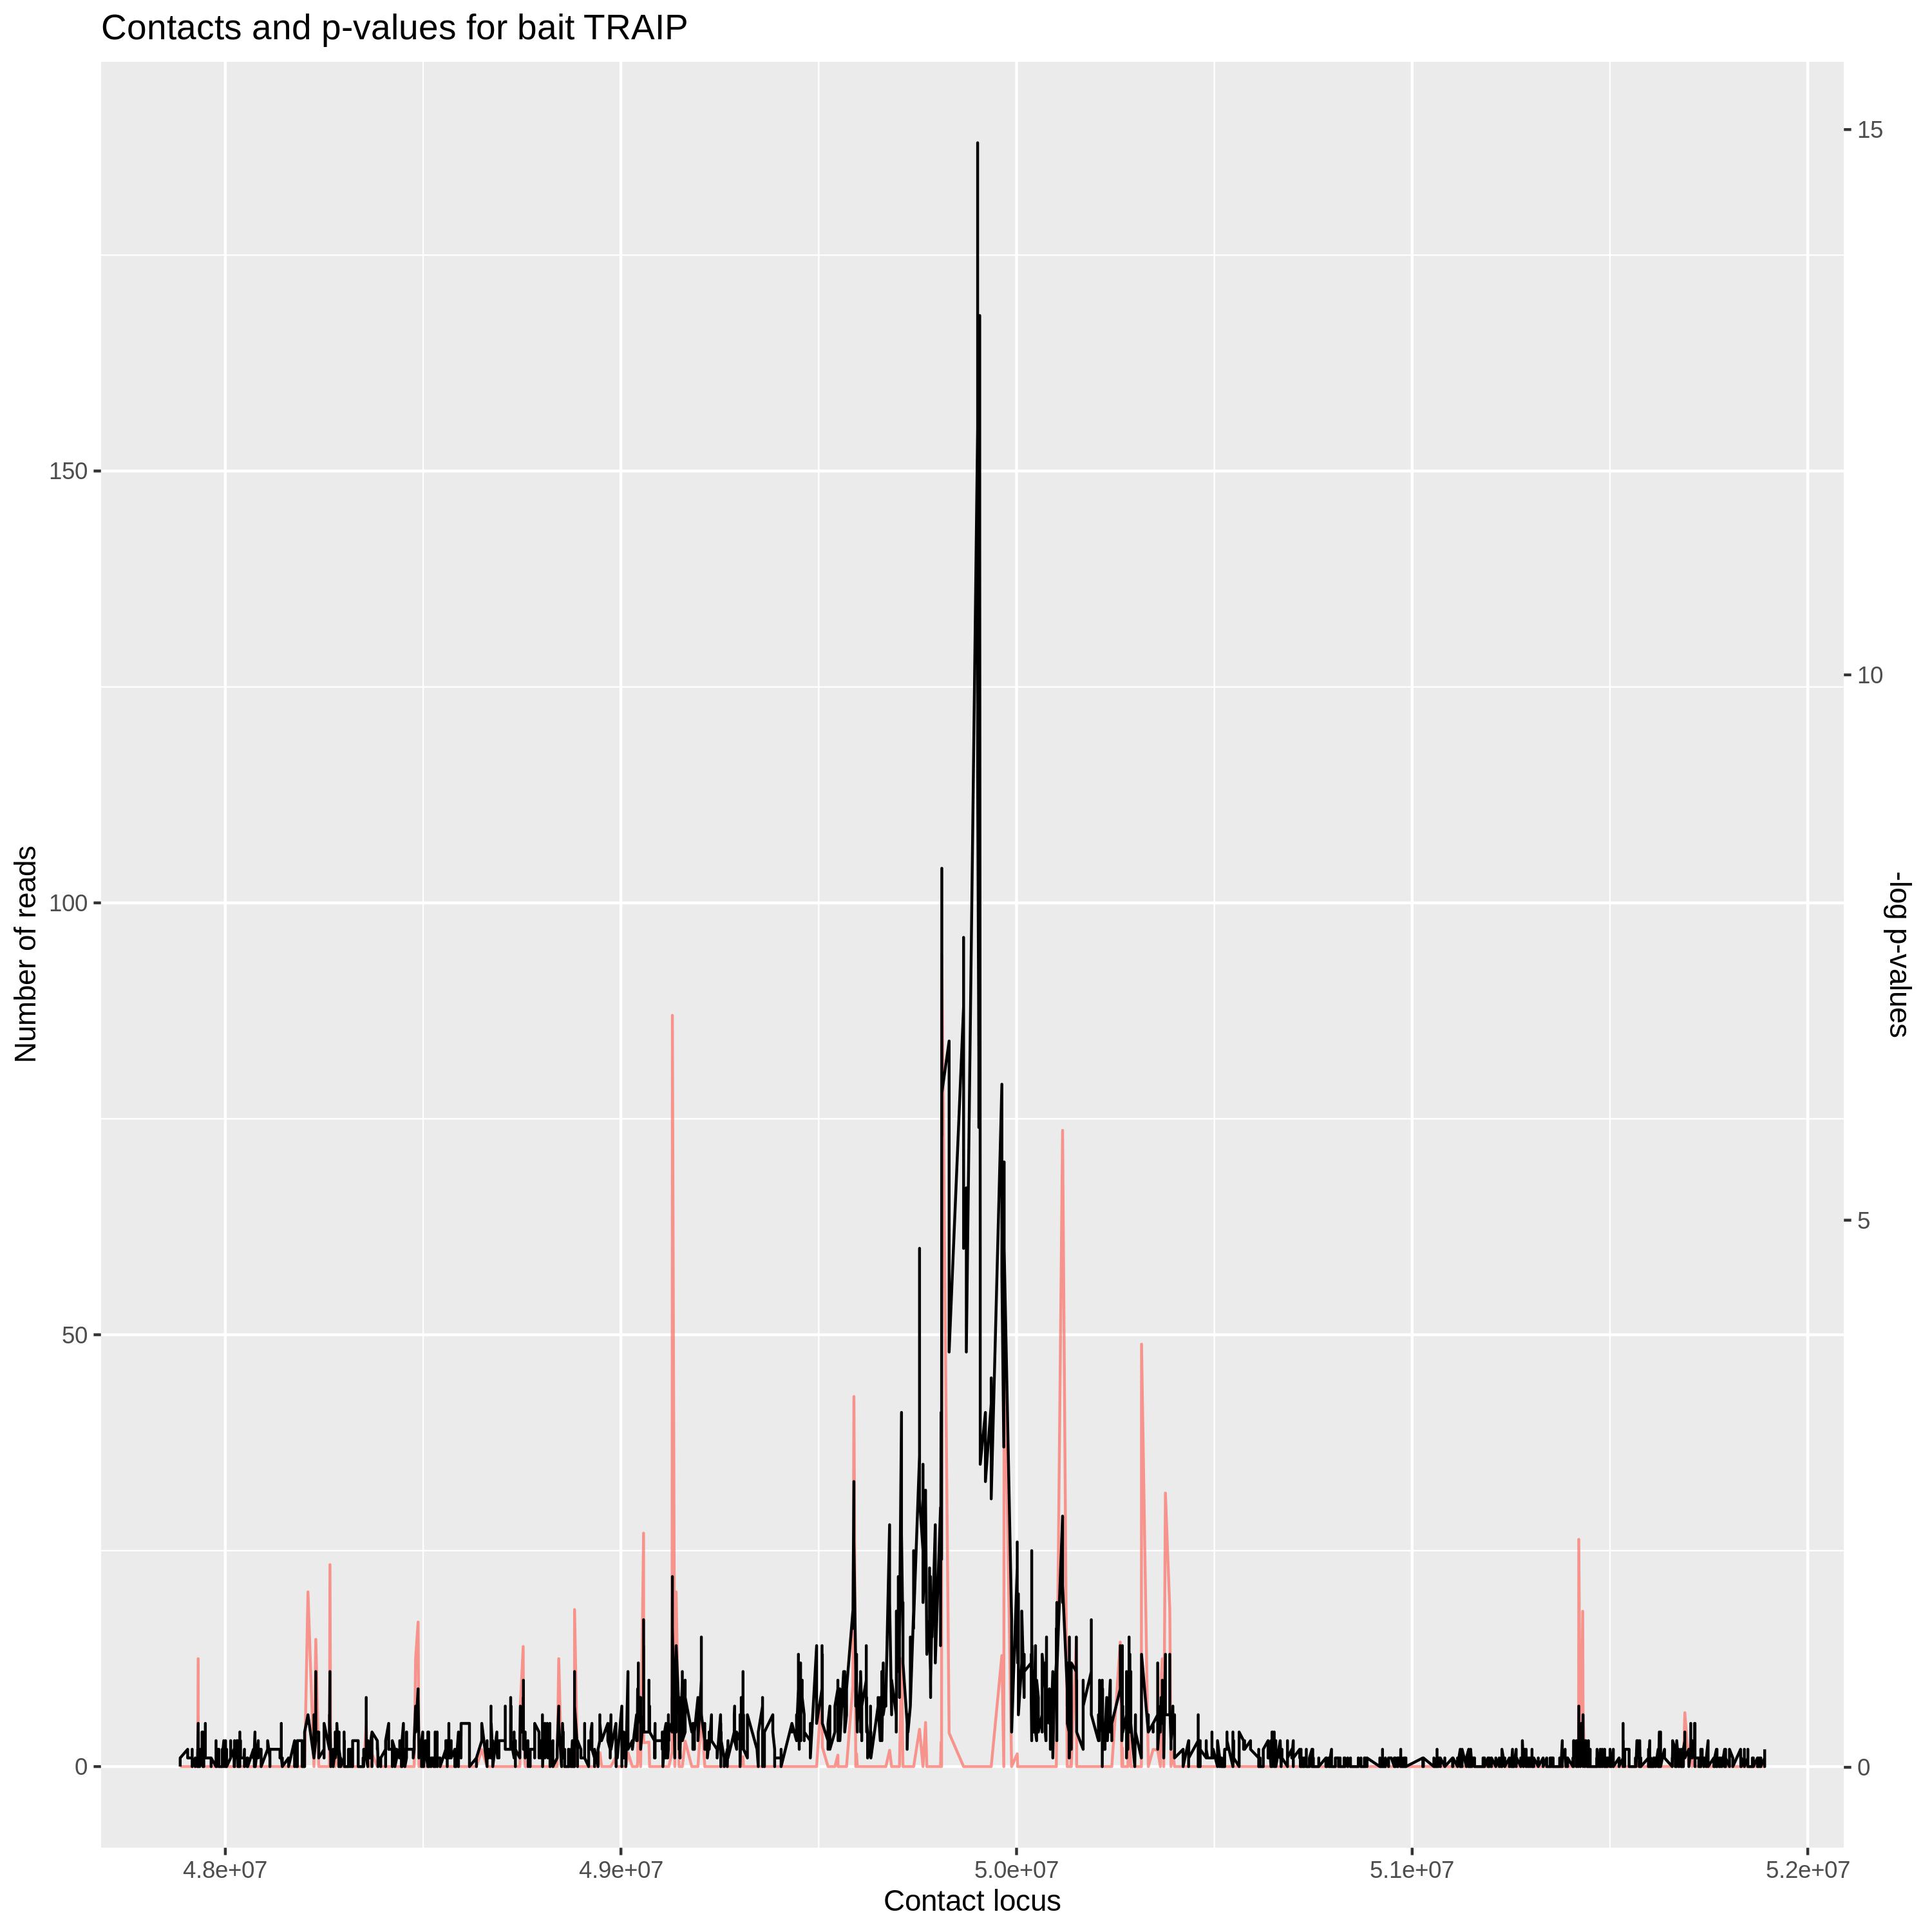 Contacts and p-values for bait TRAIP
Number of reads
150
100
50
0
15
10
5
0
-log p-values
4.8e+07 4.9e+07 5.0e+07 5.1e+07 5.2e+07
Contact locus